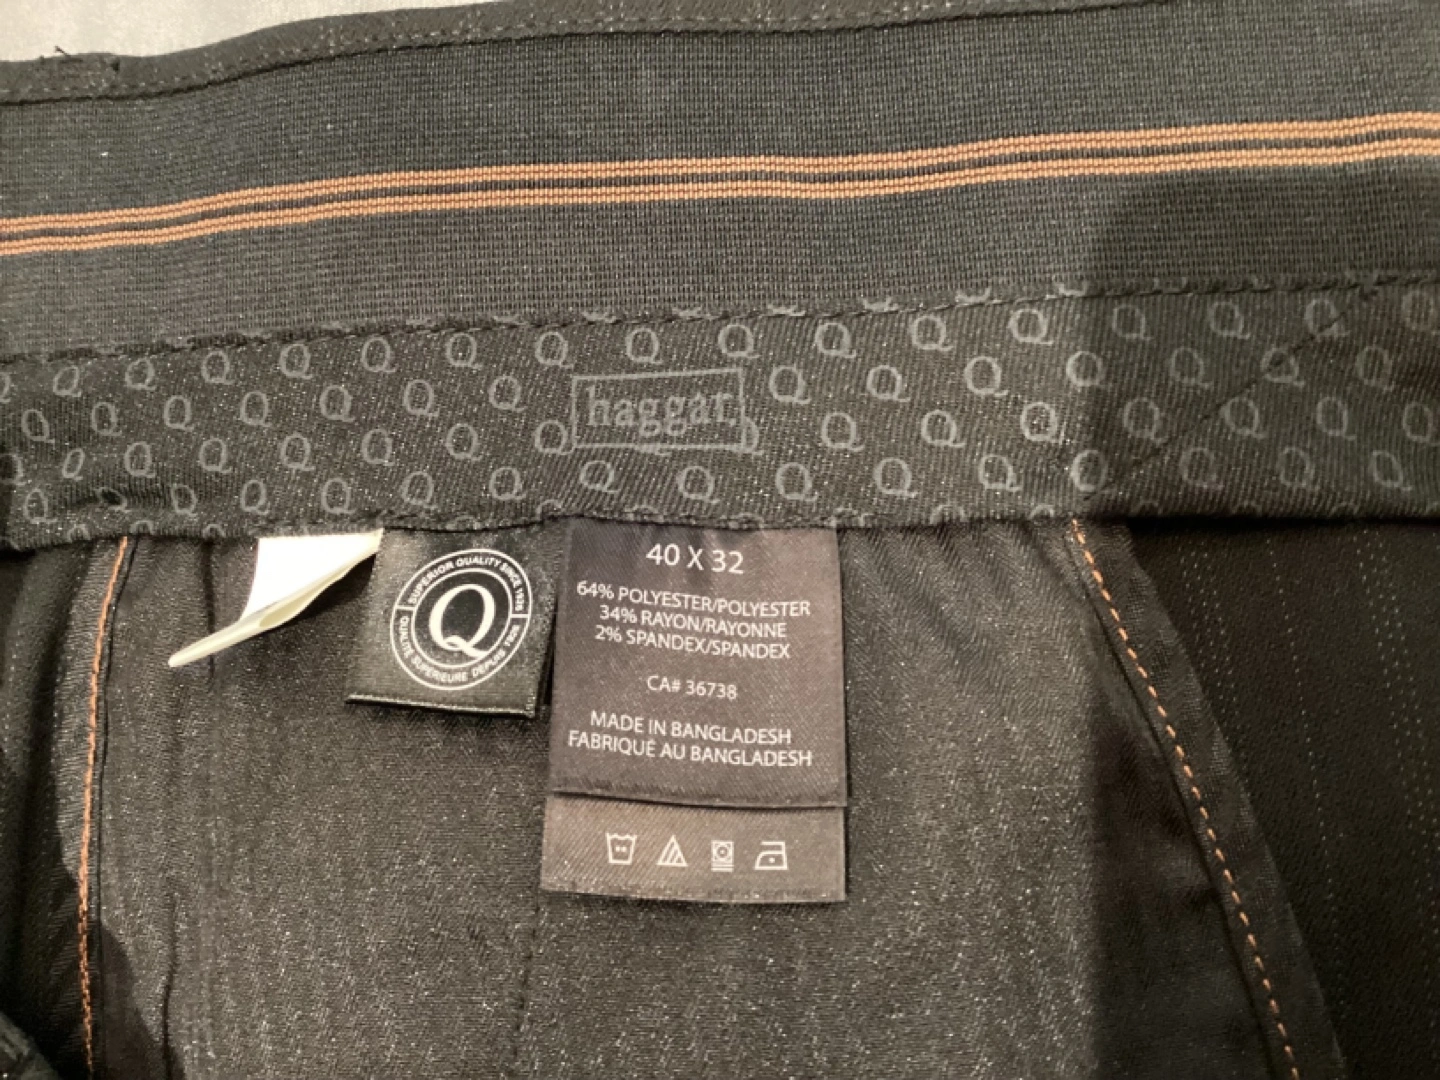 haggar
SUPERIOR QUALITY SINCE 1926
QUALITÉ SUPÉRIEURE DEPUIS 1926
Q
40 X 32
64% POLYESTER/POLYESTER
34% RAYON/RAYONNE
2% SPANDEX/SPANDEX
CA# 36738
MADE IN BANGLADESH
FABRIQUÉ AU BANGLADESH